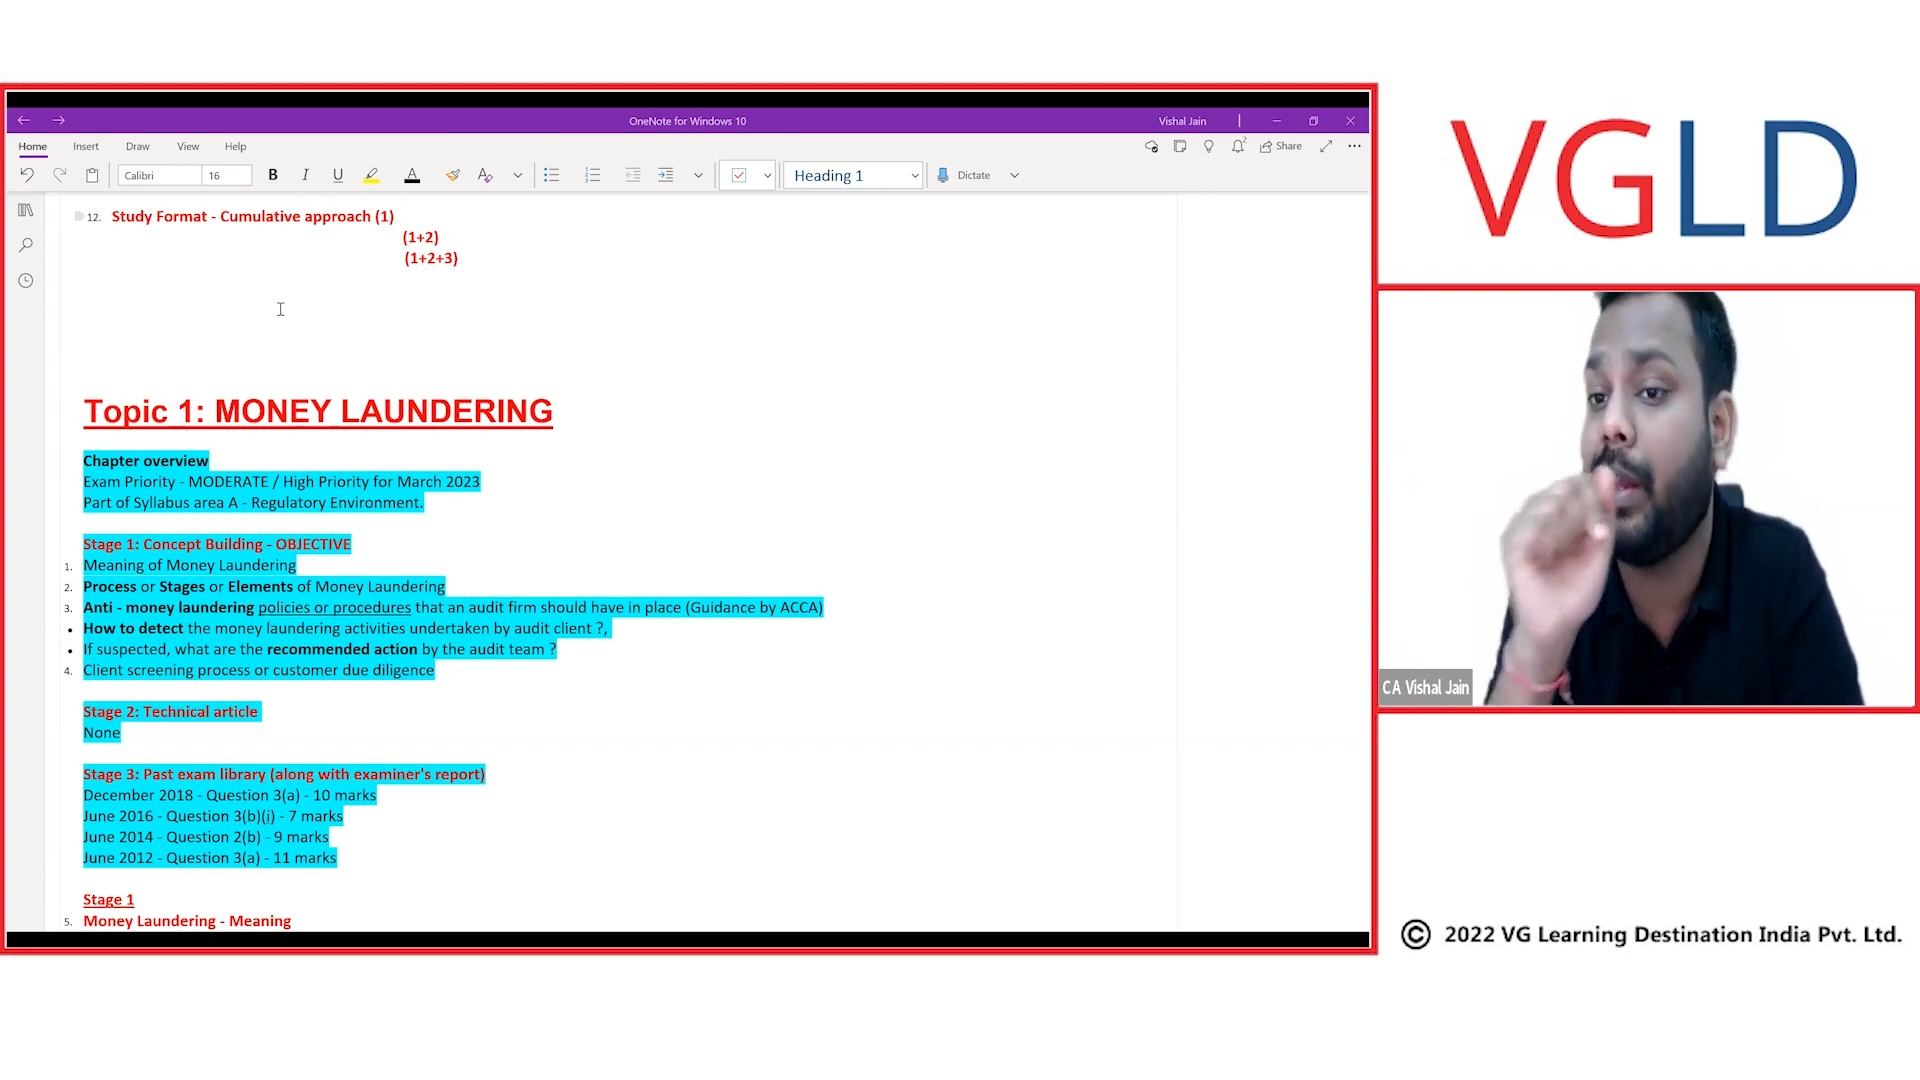 OneNote for Windows 10
Vishal Jain
Home Insert Draw View Help
Share
Calibri 16 B I U A Heading 1 Dictate
12. Study Format - Cumulative approach (1)
(1+2)
(1+2+3)
Topic 1: MONEY LAUNDERING
Chapter overview
Exam Priority - MODERATE / High Priority for March 2023
Part of Syllabus area A - Regulatory Environment.
Stage 1: Concept Building - OBJECTIVE
1. Meaning of Money Laundering
2. Process or Stages or Elements of Money Laundering
3. Anti - money laundering policies or procedures that an audit firm should have in place (Guidance by ACCA)
• How to detect the money laundering activities undertaken by audit client ?,
• If suspected, what are the recommended action by the audit team ?
4. Client screening process or customer due diligence
Stage 2: Technical article
None
Stage 3: Past exam library (along with examiner's report)
December 2018 - Question 3(a) - 10 marks
June 2016 - Question 3(b)(i) - 7 marks
June 2014 - Question 2(b) - 9 marks
June 2012 - Question 3(a) - 11 marks
Stage 1
5. Money Laundering - Meaning
VGLD
CA Vishal Jain
© 2022 VG Learning Destination India Pvt. Ltd.